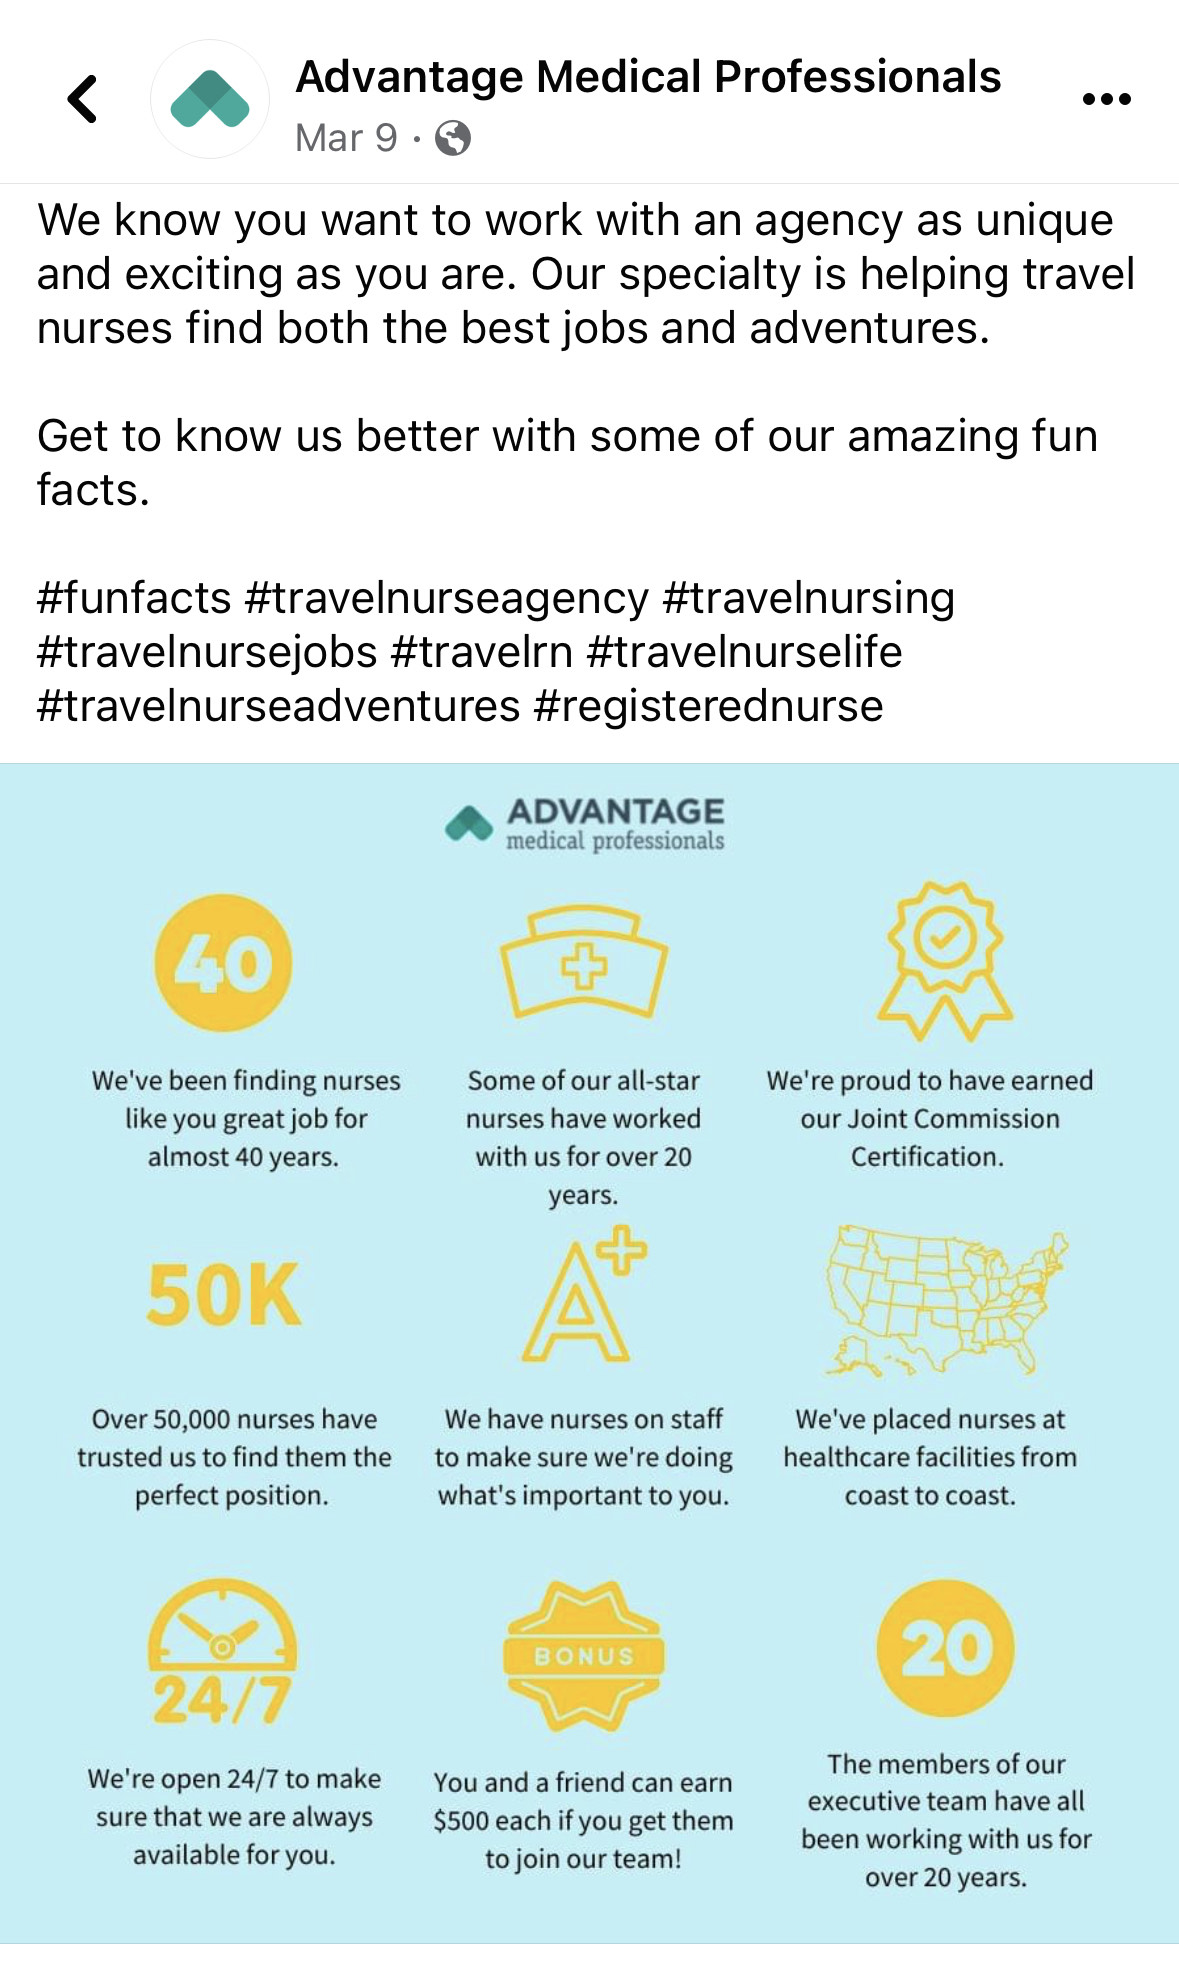 Advantage Medical Professionals
Mar 9 ·
We know you want to work with an agency as unique
and exciting as you are. Our specialty is helping travel
nurses find both the best jobs and adventures.
Get to know us better with some of our amazing fun
facts.
#funfacts #travelnurseagency #travelnursing
#travelnursejobs #travelrn #travelnurselife
#travelnurseadventures #registerednurse
ADVANTAGE
medical professionals
40
We've been finding nurses
like you great job for
almost 40 years.
Some of our all-star
nurses have worked
with us for over 20
years.
We're proud to have earned
our Joint Commission
Certification.
50K
Over 50,000 nurses have
trusted us to find them the
perfect position.
A+
We have nurses on staff
to make sure we're doing
what's important to you.
We've placed nurses at
healthcare facilities from
coast to coast.
24/7
We're open 24/7 to make
sure that we are always
available for you.
BONUS
You and a friend can earn
$500 each if you get them
to join our team!
20
The members of our
executive team have all
been working with us for
over 20 years.